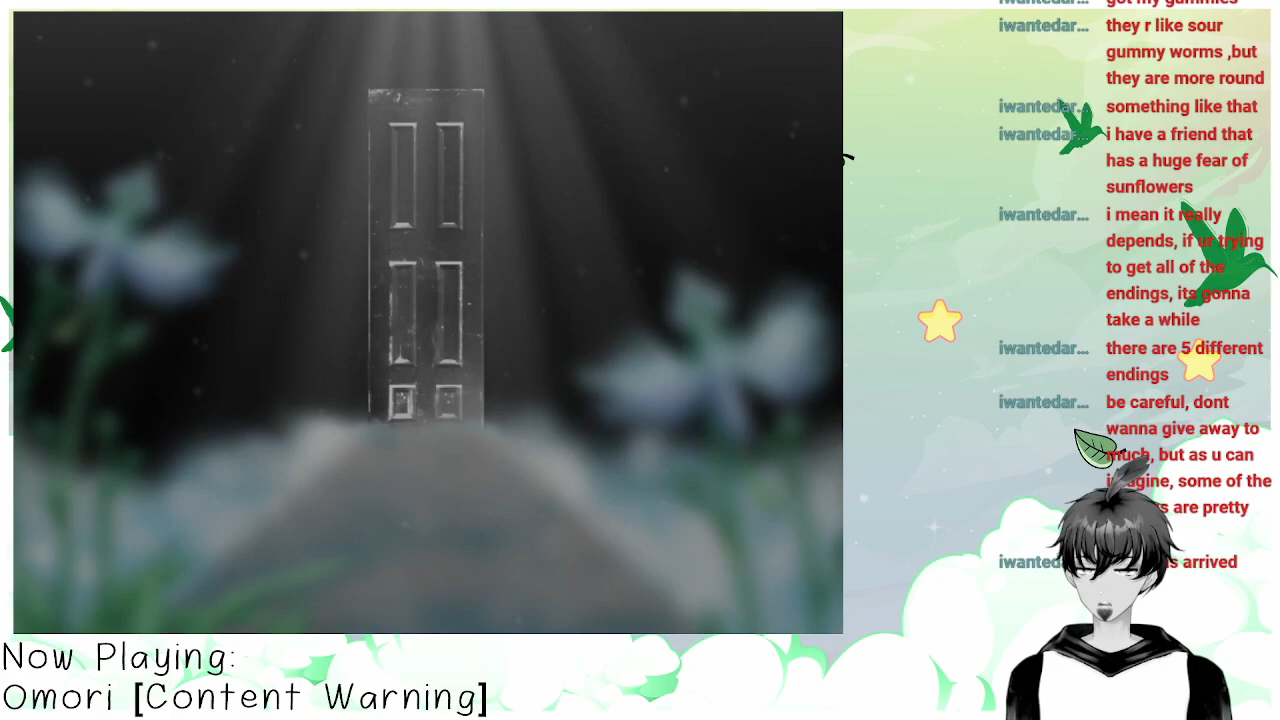 got my gummies
iwantedar... they r like sour
gummy worms ,but
they are more round
iwantedar... something like that
iwantedar... i have a friend that
has a huge fear of
sunflowers
iwantedar... i mean it really
depends, if ur trying
to get all of the
endings, its gonna
take a while
iwantedar... there are 5 different
endings
iwantedar... be careful, dont
wanna give away to
much, but as u can
imagine, some of the
are pretty
arrived
Now Playing:
Omori [Content Warning]